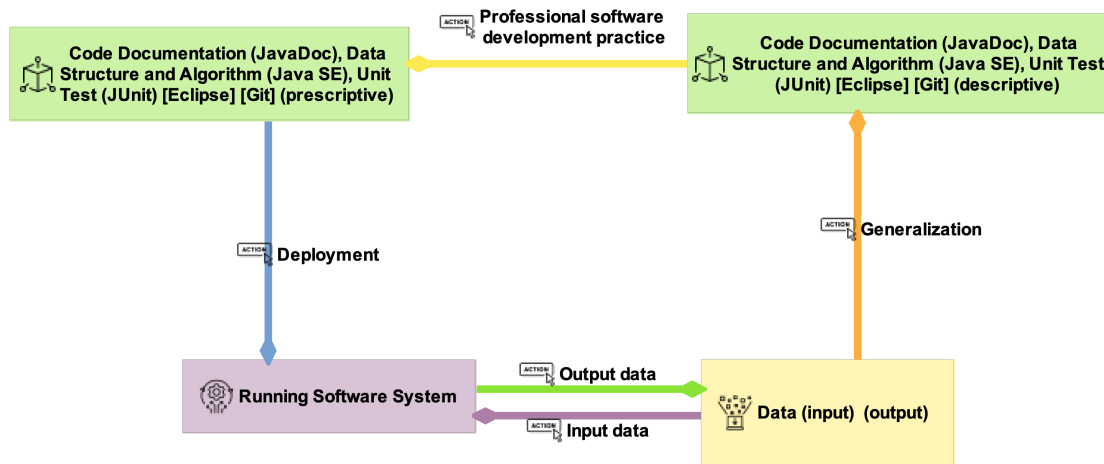 ACTION
Professional software
development practice
Code Documentation (JavaDoc), Data
Structure and Algorithm (Java SE), Unit
Test (JUnit) [Eclipse] [Git] (prescriptive)
Code Documentation (JavaDoc), Data
Structure and Algorithm (Java SE), Unit Test
(JUnit) [Eclipse] [Git] (descriptive)
ACTION
Deployment
ACTION
Generalization
Running Software System
ACTION
Output data
ACTION
Input data
Data (input)  (output)